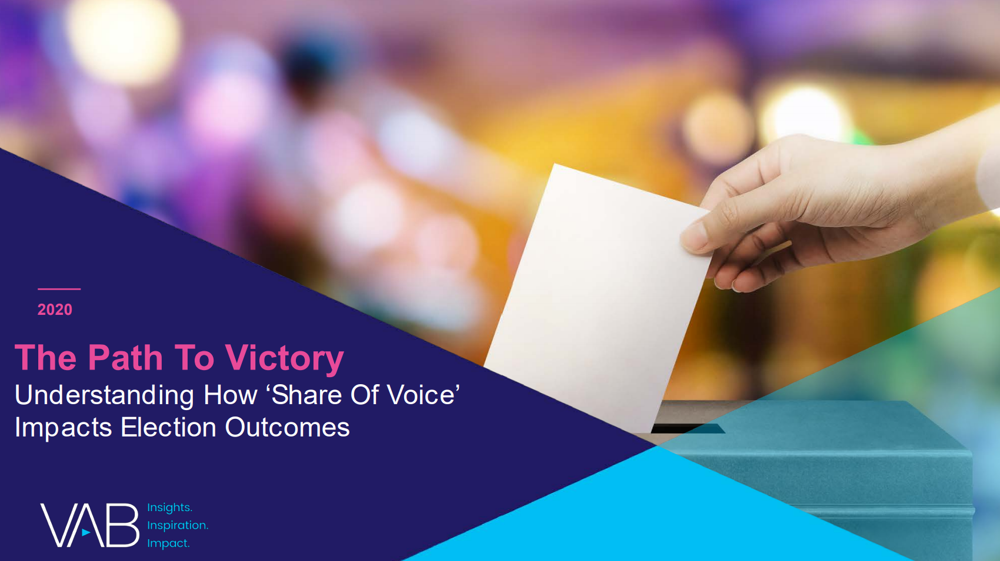 2020
The Path To Victory
Understanding How ‘Share Of Voice’
Impacts Election Outcomes
VAB
Insights.
Inspiration.
Impact.